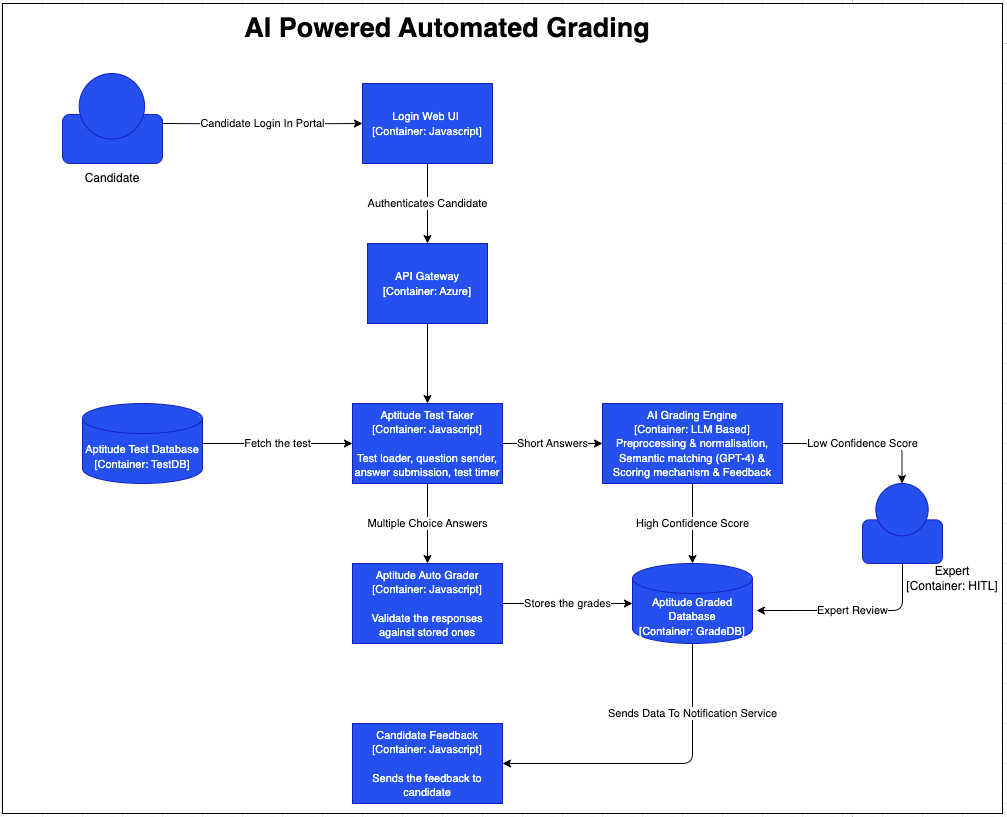 AI Powered Automated Grading
Candidate Login In Portal
Candidate
Login Web UI
[Container: Javascript]
Authenticates Candidate
API Gateway
[Container: Azure]
Aptitude Test Database
[Container: TestDB]
Fetch the test
Aptitude Test Taker
[Container: Javascript]
Test loader, question sender,
answer submission, test timer
Short Answers
AI Grading Engine
[Container: LLM Based]
Preprocessing & normalisation,
Semantic matching (GPT-4) &
Scoring mechanism & Feedback
Low Confidence Score
Multiple Choice Answers
High Confidence Score
Expert
[Container: HITL]
Aptitude Auto Grader
[Container: Javascript]
Validate the responses
against stored ones
Stores the grades
Aptitude Graded
Database
[Container: GradeDB]
Expert Review
Sends Data To Notification Service
Candidate Feedback
[Container: Javascript]
Sends the feedback to
candidate